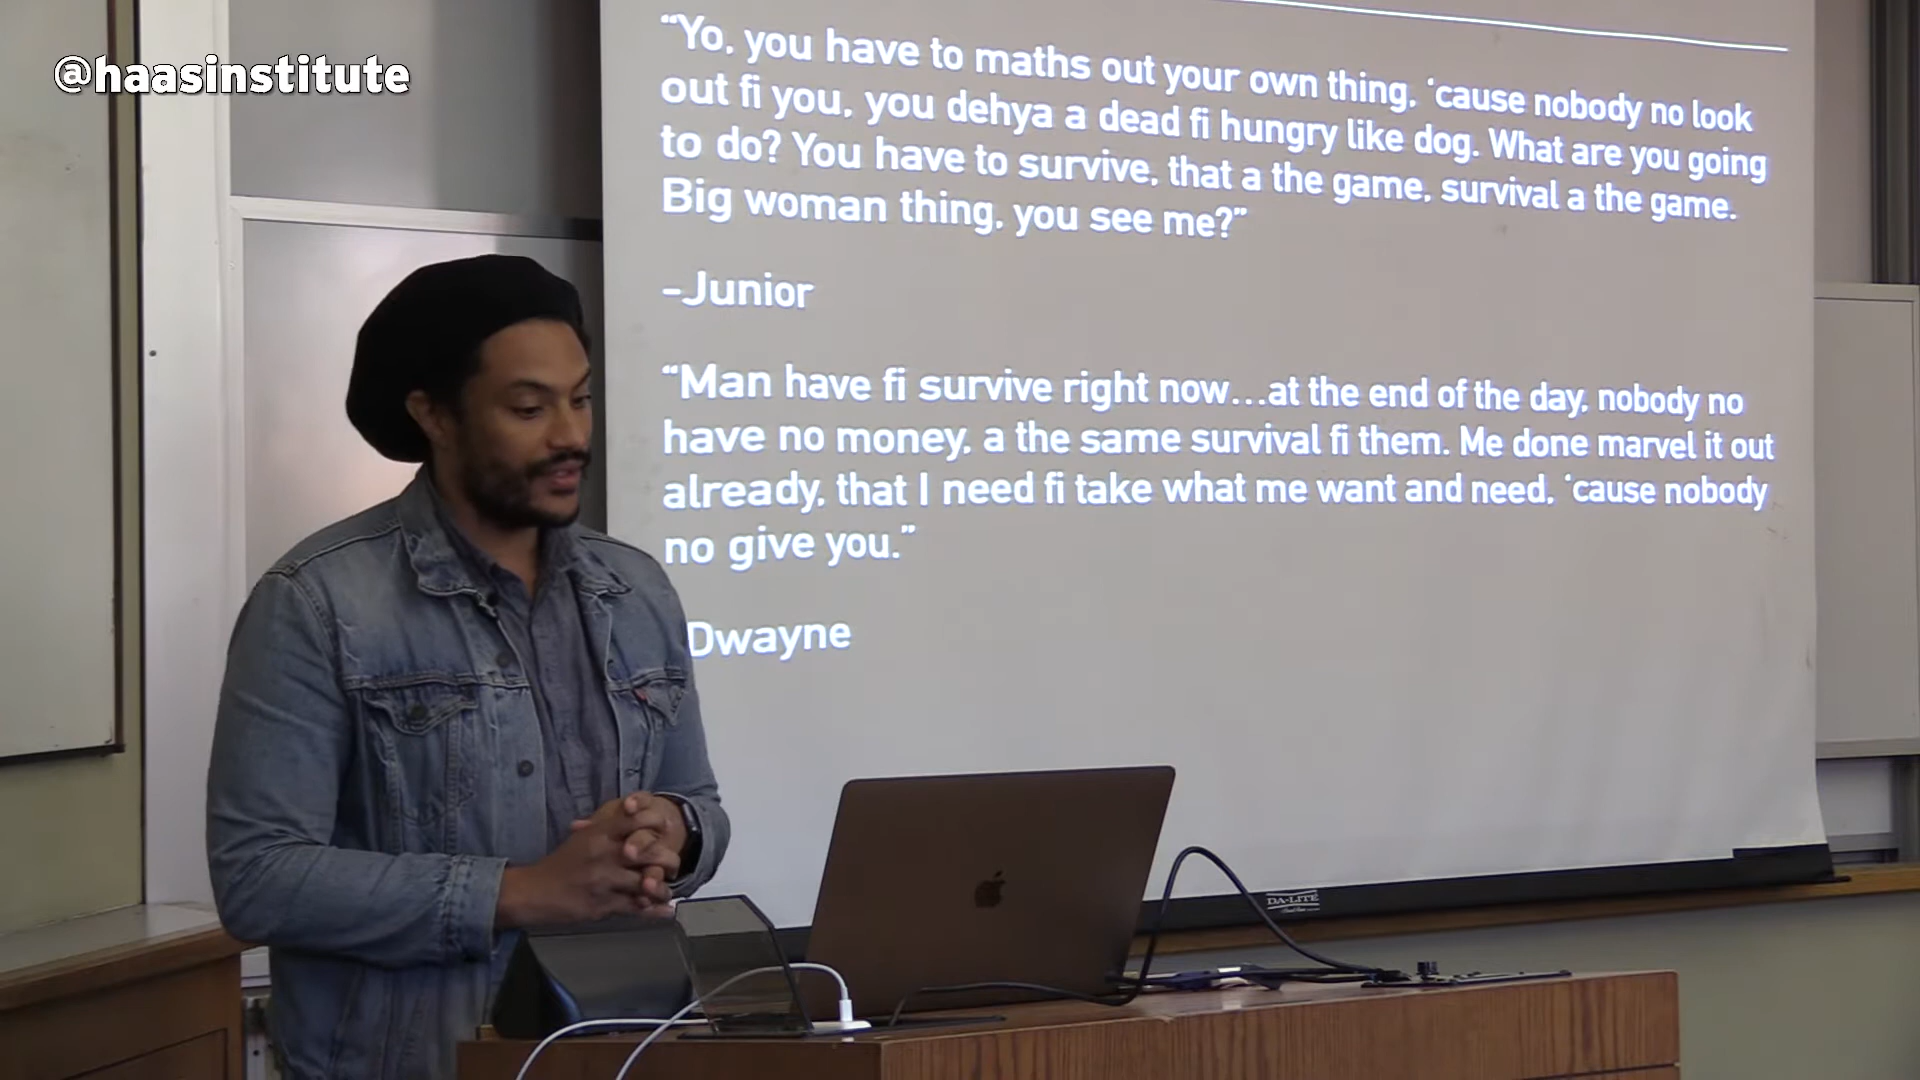 @haasinstitute
“Yo, you have to maths out your own thing, ‘cause nobody no look
out fi you, you dehya a dead fi hungry like dog. What are you going
to do? You have to survive, that a the game, survival a the game.
Big woman thing, you see me?”
-Junior
“Man have fi survive right now...at the end of the day, nobody no
have no money, a the same survival fi them. Me done marvel it out
already, that I need fi take what me want and need, ‘cause nobody
no give you.”
Dwayne
DA-LITE